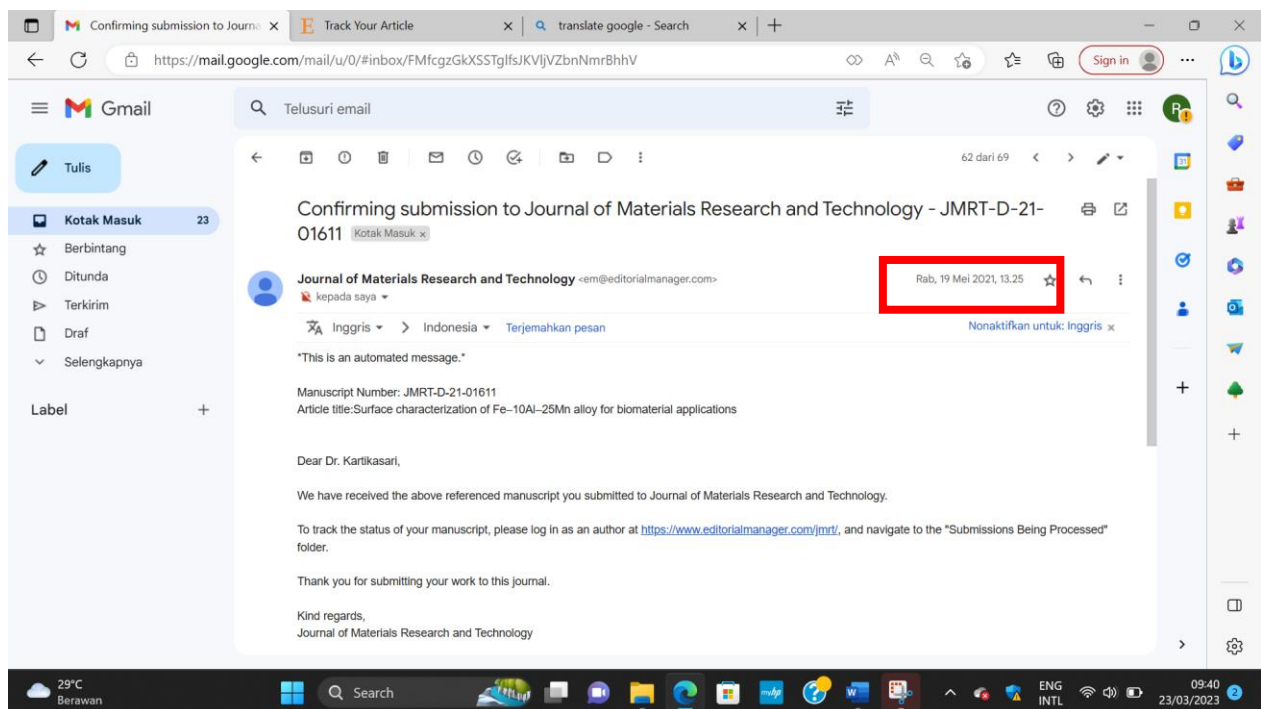 Confirming submission to Journa
Track Your Article
translate google - Search
https://mail.google.com/mail/u/0/#inbox/FMfcgzGkXSSTglfsJKVljVZbnNmrBhhV
Sign in
Gmail
Telusuri email
Tulis
62 dari 69
Kotak Masuk 23
Berbintang
Ditunda
Terkirim
Draf
Selengkapnya
Label
Confirming submission to Journal of Materials Research and Technology - JMRT-D-21-
01611 Kotak Masuk x
Journal of Materials Research and Technology <em@editorialmanager.com>
Rab, 19 Mei 2021, 13.25
kepada saya
Inggris > Indonesia Terjemahkan pesan
Nonaktifkan untuk: Inggris x
*This is an automated message.*
Manuscript Number: JMRT-D-21-01611
Article title:Surface characterization of Fe–10Al–25Mn alloy for biomaterial applications
Dear Dr. Kartikasari,
We have received the above referenced manuscript you submitted to Journal of Materials Research and Technology.
To track the status of your manuscript, please log in as an author at https://www.editorialmanager.com/jmrt/, and navigate to the "Submissions Being Processed"
folder.
Thank you for submitting your work to this journal.
Kind regards,
Journal of Materials Research and Technology
29°C
Berawan
Search
ENG
INTL
09:40
23/03/2023
2